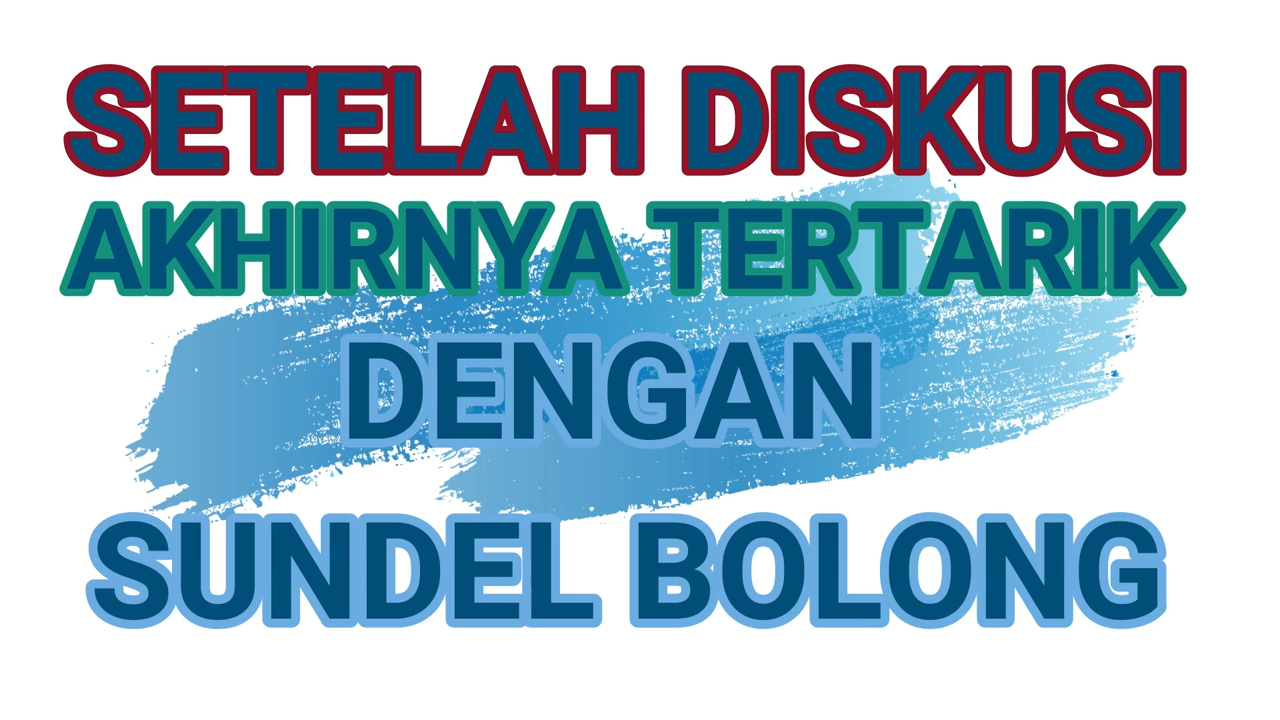 SETELAH DISKUSI
AKHIRNYA TERTARIK
DENGAN
SUNDEL BOLONG